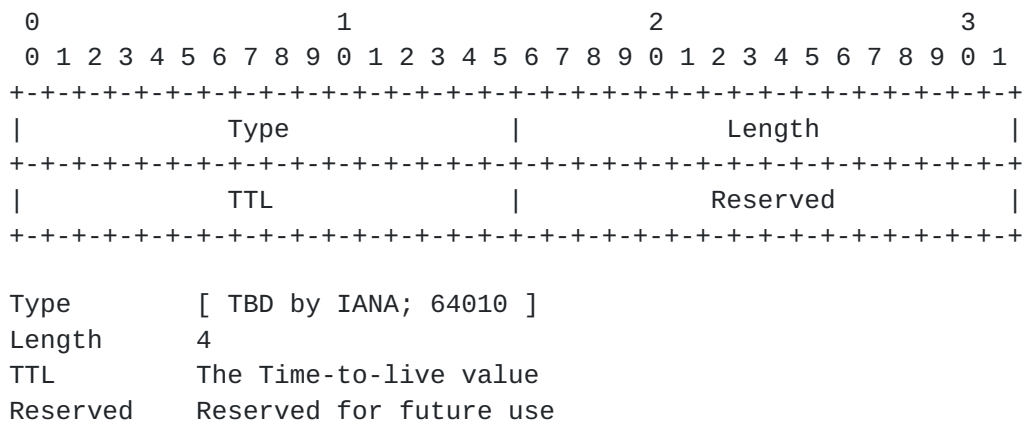 0                   1                   2                   3
 0 1 2 3 4 5 6 7 8 9 0 1 2 3 4 5 6 7 8 9 0 1 2 3 4 5 6 7 8 9 0 1
+-+-+-+-+-+-+-+-+-+-+-+-+-+-+-+-+-+-+-+-+-+-+-+-+-+-+-+-+-+-+-+-+
|             Type              |             Length            |
+-+-+-+-+-+-+-+-+-+-+-+-+-+-+-+-+-+-+-+-+-+-+-+-+-+-+-+-+-+-+-+-+
|             TTL               |            Reserved           |
+-+-+-+-+-+-+-+-+-+-+-+-+-+-+-+-+-+-+-+-+-+-+-+-+-+-+-+-+-+-+-+-+

Type        [ TBD by IANA; 64010 ]
Length      4
TTL         The Time-to-live value
Reserved    Reserved for future use